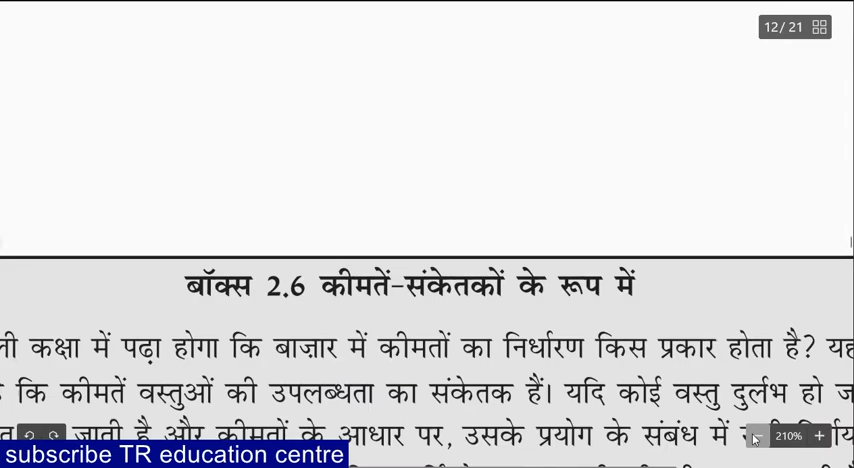 12/ 21
बॉक्स 2.6 कीमतें-संकेतकों के रूप में
ली कक्षा में पढ़ा होगा कि बाज़ार में कीमतों का निर्धारण किस प्रकार होता है? यह
कि कीमतें वस्तुओं की उपलब्धता का संकेतक हैं। यदि कोई वस्तु दुर्लभ हो ज
जाती है और कीमतों के आधार पर, उसके प्रयोग के संबंध में
210%
subscribe TR education centre